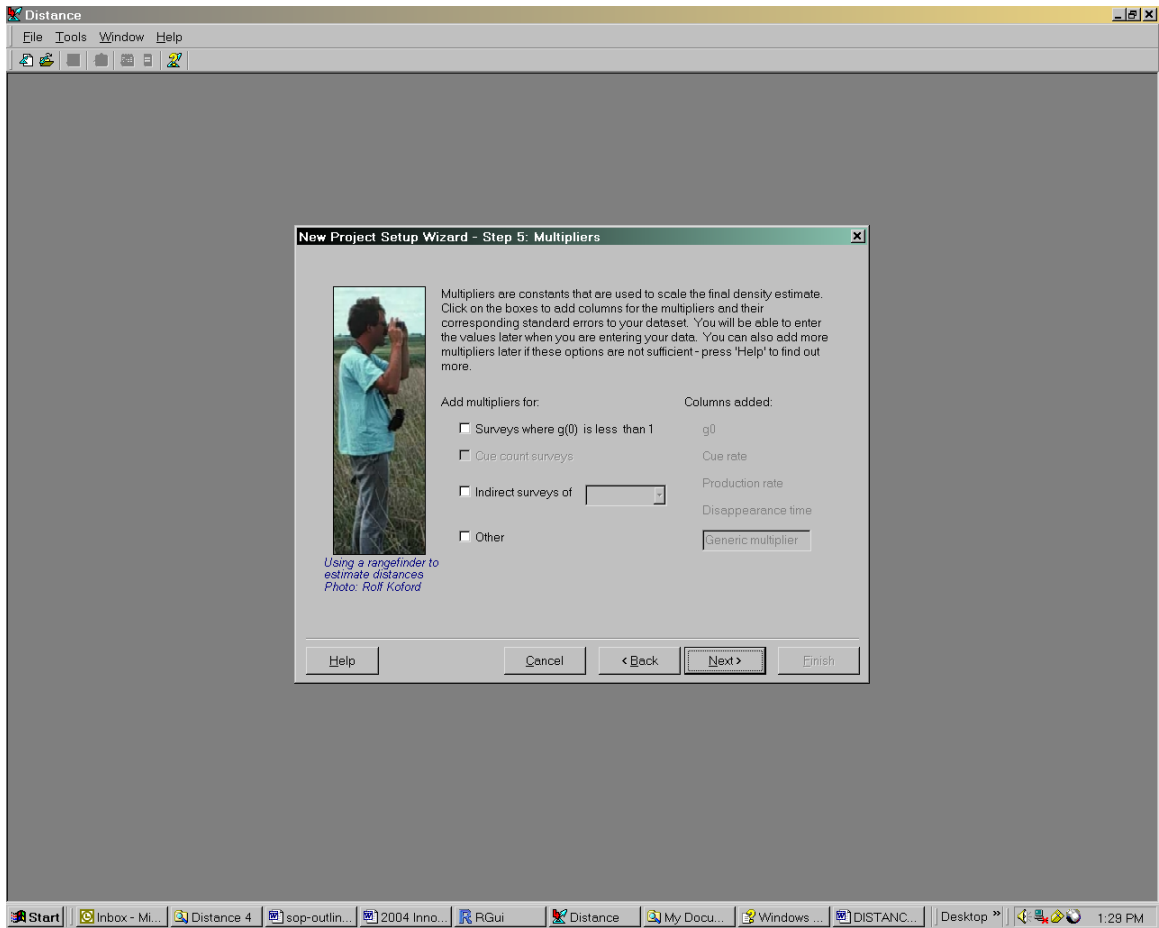 Distance
File Tools Window Help
New Project Setup Wizard - Step 5: Multipliers
Multipliers are constants that are used to scale the final density estimate.
Click on the boxes to add columns for the multipliers and their
corresponding standard errors to your dataset. You will be able to enter
the values later when you are entering your data. You can also add more
multipliers later if these options are not sufficient - press 'Help' to find out
more.
Add multipliers for: Columns added:
Surveys where g(0) is less than 1 g0
Cue count surveys Cue rate
Production rate
Indirect surveys of
Disappearance time
Other Generic multiplier
Using a rangefinder to
estimate distances
Photo: Rolf Koford
Help Cancel < Back Next > Finish
Start Inbox - Mi... Distance 4 sop-outlin... 2004 Inno... RGui Distance My Docu... Windows ... DISTANC... Desktop » 1:29 PM